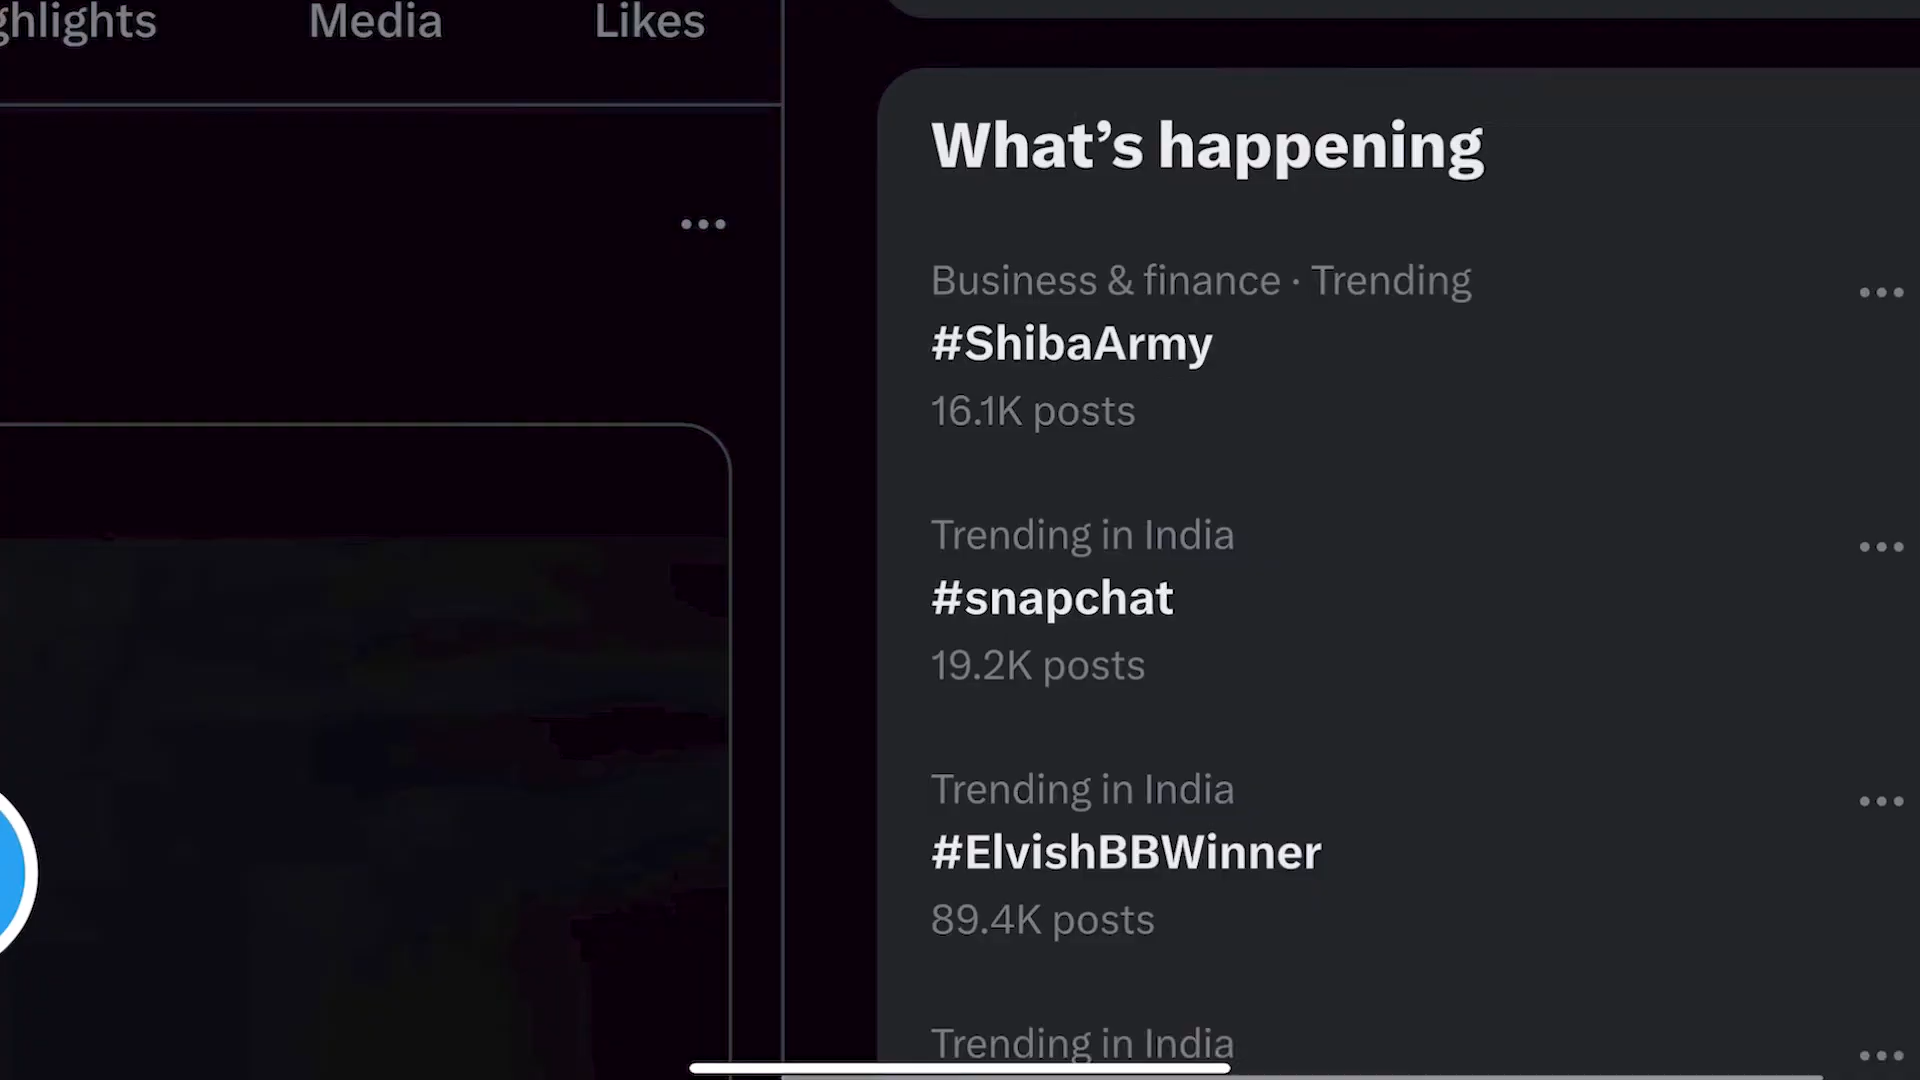 ghlights Media Likes
What’s happening
Business & finance · Trending
#ShibaArmy
16.1K posts
Trending in India
#snapchat
19.2K posts
Trending in India
#ElvishBBWinner
89.4K posts
Trending in India